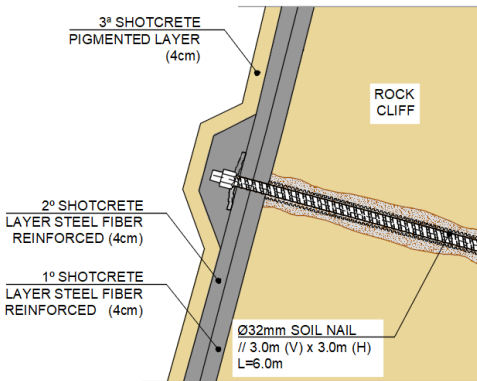 3ª SHOTCRETE
PIGMENTED LAYER
(4cm)
ROCK
CLIFF
2º SHOTCRETE
LAYER STEEL FIBER
REINFORCED (4cm)
1º SHOTCRETE
LAYER STEEL FIBER
REINFORCED (4cm)
Ø32mm SOIL NAIL
// 3.0m (V) x 3.0m (H)
L=6.0m